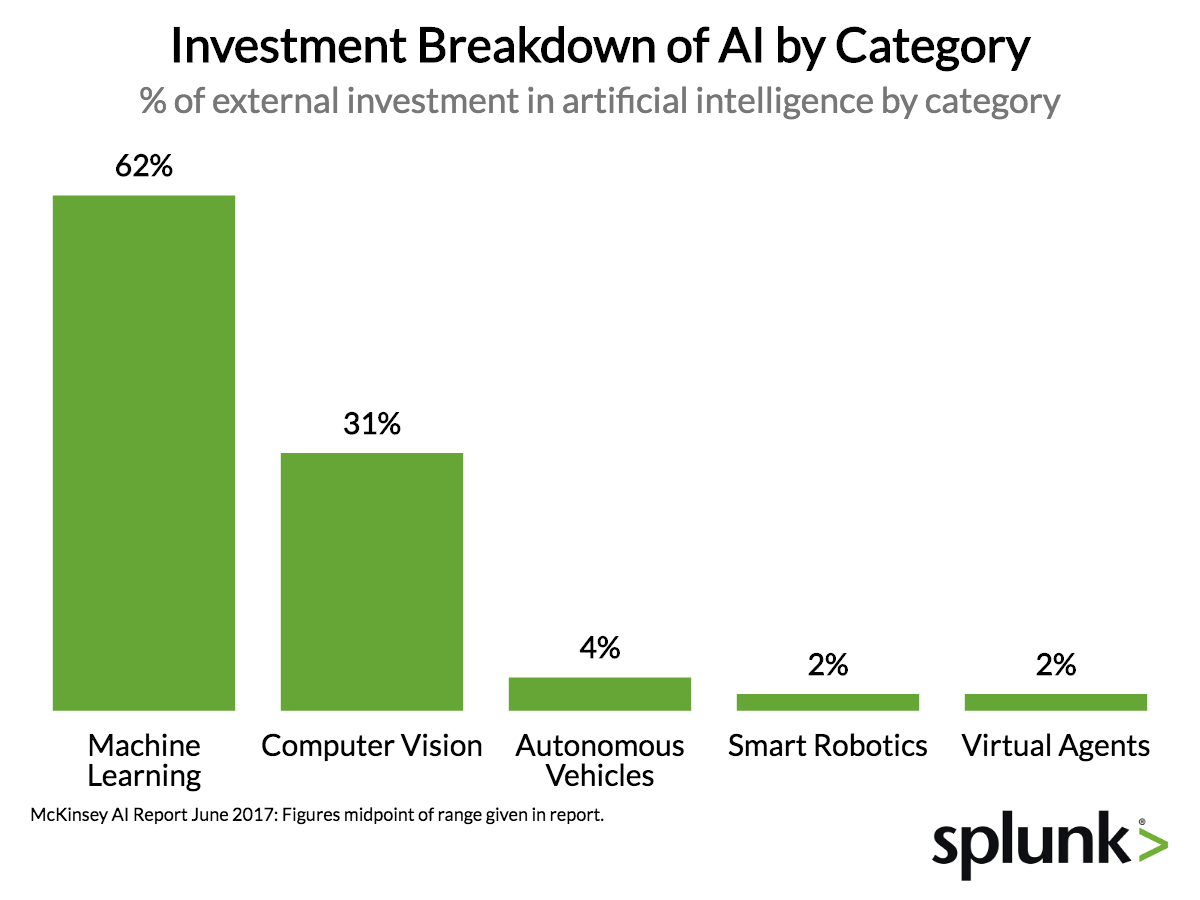 Investment Breakdown of AI by Category
% of external investment in artificial intelligence by category
62%
31%
4%
2%
2%
Machine
Learning
Computer Vision
Autonomous
Vehicles
Smart Robotics
Virtual Agents
McKinsey AI Report June 2017: Figures midpoint of range given in report.
splunk®>